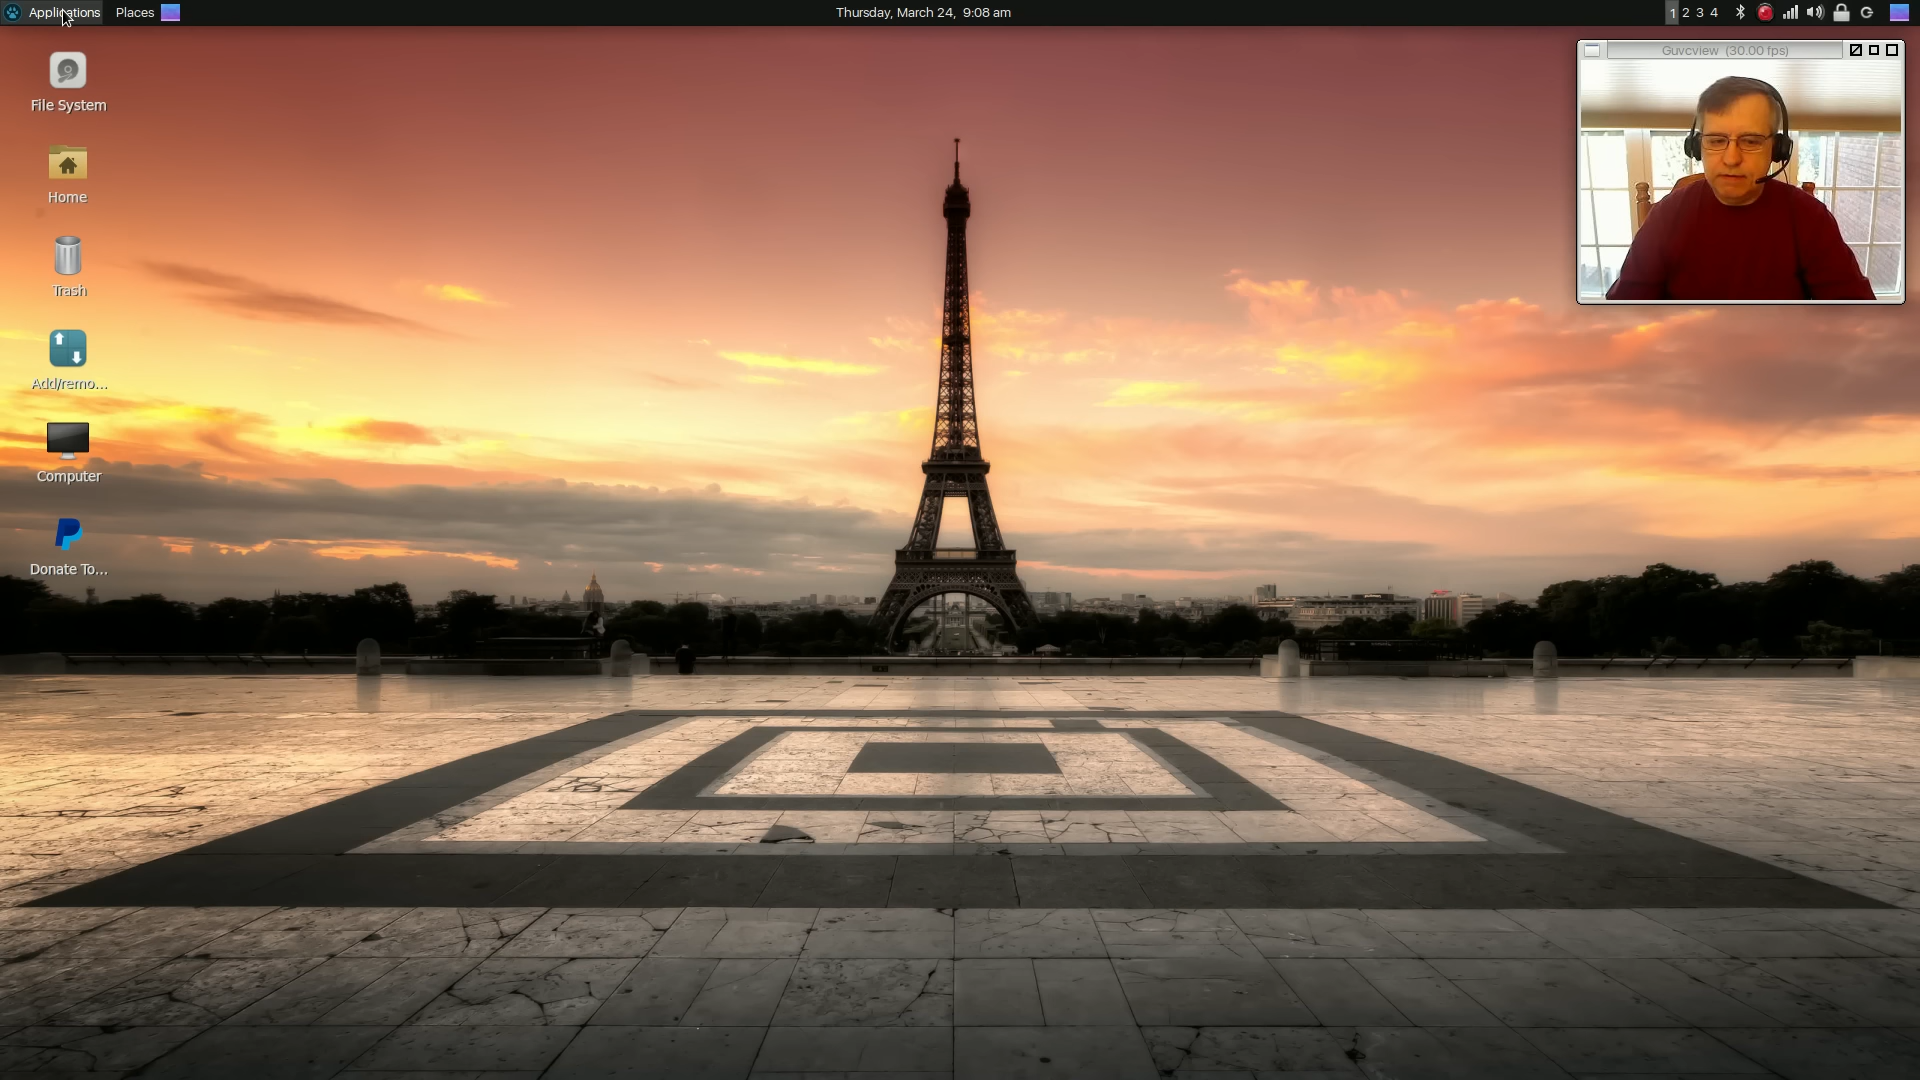 Applications Places
Thursday, March 24, 9:08 am
1 2 3 4
Guvcview (30.00 fps)
File System
Home
Trash
Add/remo...
Computer
Donate To...